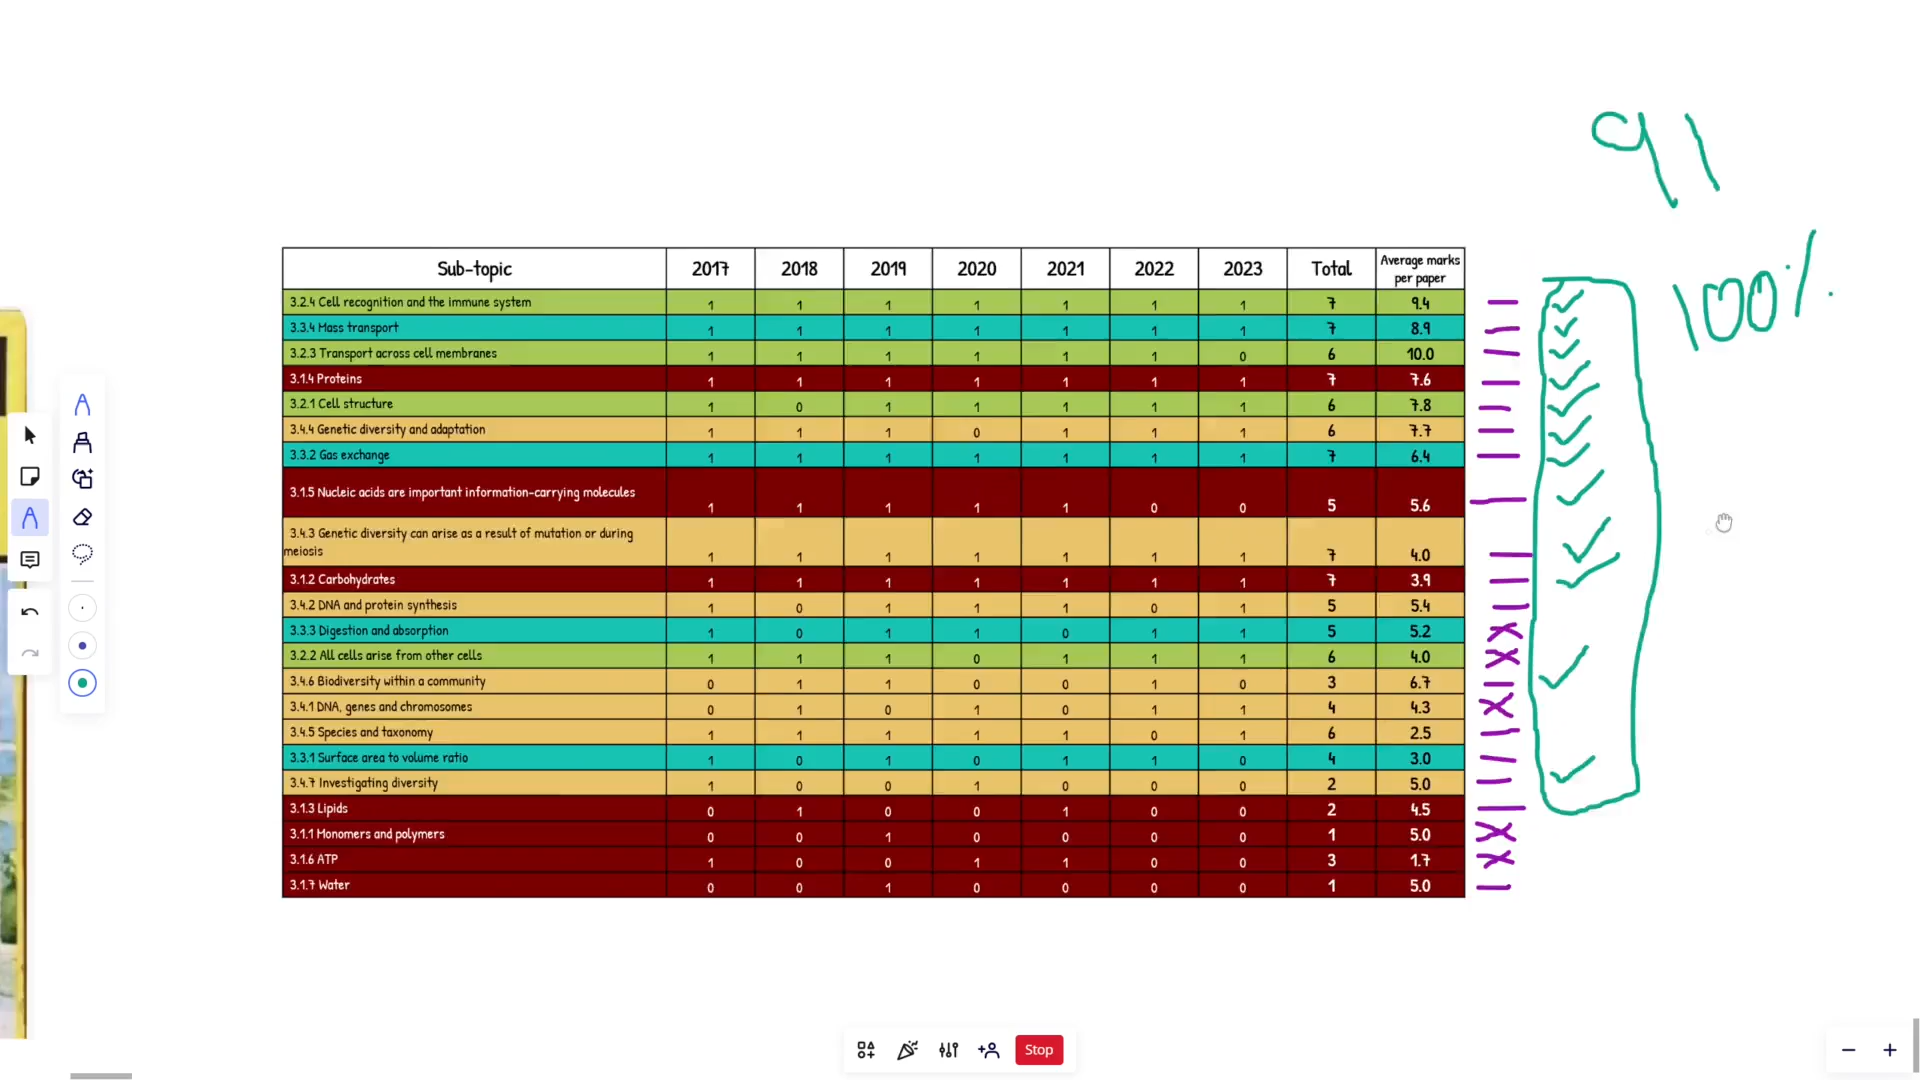 91
100%
Sub-topic 2017 2018 2019 2020 2021 2022 2023 Total Average marks per paper
3.2.4 Cell recognition and the immune system 1 1 1 1 1 1 1 7 9.4
3.3.4 Mass transport 1 1 1 1 1 1 1 7 8.9
3.2.3 Transport across cell membranes 1 1 1 1 1 1 0 6 10.0
3.1.4 Proteins 1 1 1 1 1 1 1 7 7.6
3.2.1 Cell structure 1 0 1 1 1 1 1 6 7.8
3.4.4 Genetic diversity and adaptation 1 1 1 0 1 1 1 6 7.7
3.3.2 Gas exchange 1 1 1 1 1 1 1 7 6.4
3.1.5 Nucleic acids are important information-carrying molecules 1 1 1 1 1 0 0 5 5.6
3.4.3 Genetic diversity can arise as a result of mutation or during
meiosis 1 1 1 1 1 1 1 7 4.0
3.1.2 Carbohydrates 1 1 1 1 1 1 1 7 3.9
3.4.2 DNA and protein synthesis 1 0 1 1 1 0 1 5 5.4
3.3.3 Digestion and absorption 1 0 1 1 0 1 1 5 5.2
3.2.2 All cells arise from other cells 1 1 1 0 1 1 1 6 4.0
3.4.6 Biodiversity within a community 0 1 1 0 0 1 0 3 6.7
3.4.1 DNA, genes and chromosomes 0 1 0 1 0 1 1 4 4.3
3.4.5 Species and taxonomy 1 1 1 1 1 0 1 6 2.5
3.3.1 Surface area to volume ratio 1 0 1 0 1 1 0 4 3.0
3.4.7 Investigating diversity 1 0 0 1 0 0 0 2 5.0
3.1.3 Lipids 0 1 0 0 1 0 0 2 4.5
3.1.1 Monomers and polymers 0 0 1 0 0 0 0 1 5.0
3.1.6 ATP 1 0 0 1 1 0 0 3 1.7
3.1.7 Water 0 0 1 0 0 0 0 1 5.0
Stop